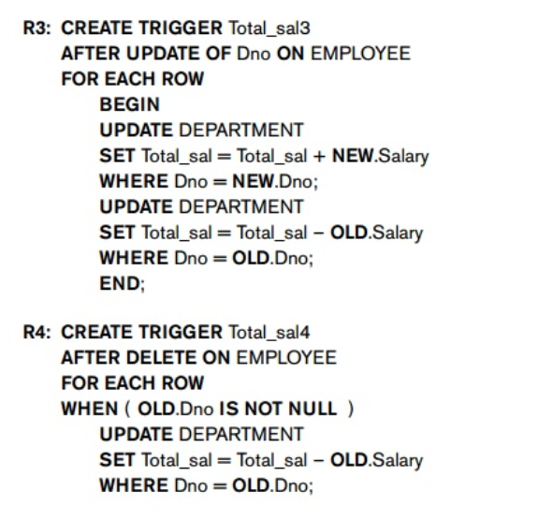 R3: CREATE TRIGGER Total_sal3
AFTER UPDATE OF Dno ON EMPLOYEE
FOR EACH ROW
BEGIN
UPDATE DEPARTMENT
SET Total_sal = Total_sal + NEW.Salary
WHERE Dno = NEW.Dno;
UPDATE DEPARTMENT
SET Total_sal = Total_sal – OLD.Salary
WHERE Dno = OLD.Dno;
END;
R4: CREATE TRIGGER Total_sal4
AFTER DELETE ON EMPLOYEE
FOR EACH ROW
WHEN ( OLD.Dno IS NOT NULL )
UPDATE DEPARTMENT
SET Total_sal = Total_sal – OLD.Salary
WHERE Dno = OLD.Dno;